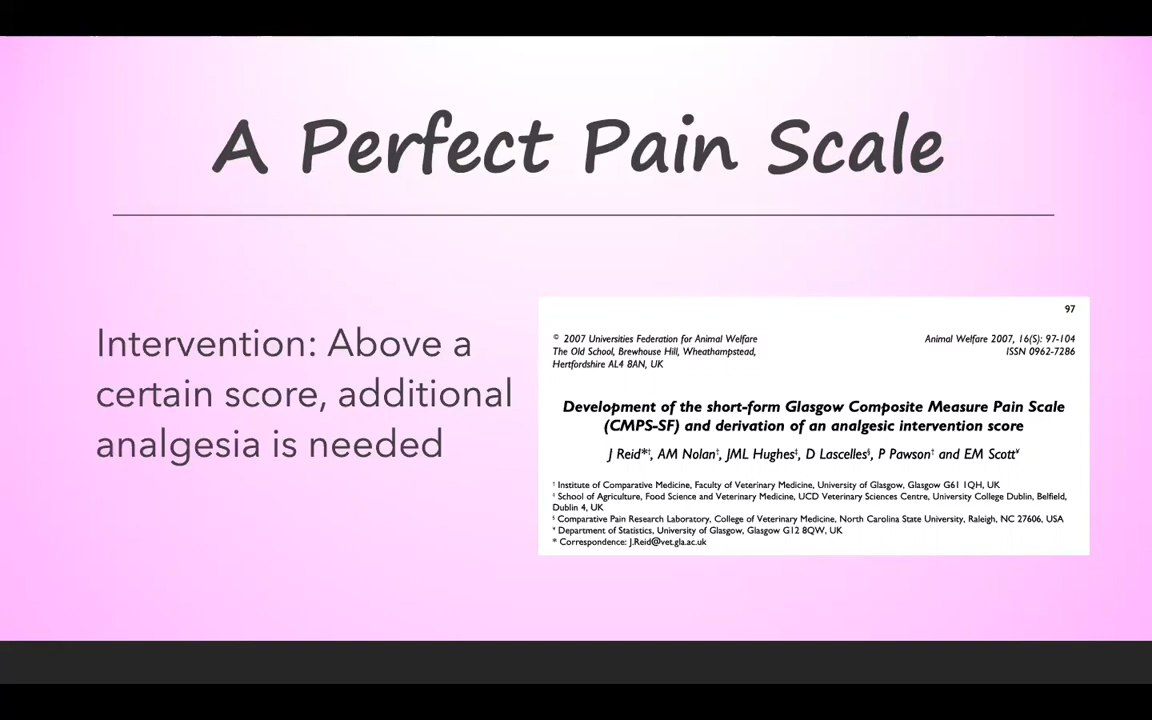 A Perfect Pain Scale
Intervention: Above a
certain score, additional
analgesia is needed
97
© 2007 Universities Federation for Animal Welfare
The Old School, Brewhouse Hill, Wheathampstead,
Hertfordshire AL4 8AN, UK
Animal Welfare 2007, 16(S): 97-104
ISSN 0962-7286
Development of the short-form Glasgow Composite Measure Pain Scale
(CMPS-SF) and derivation of an analgesic intervention score
J Reid*†, AM Nolan†, JML Hughes‡, D Lascelles§, P Pawson† and EM Scott¥
† Institute of Comparative Medicine, Faculty of Veterinary Medicine, University of Glasgow, Glasgow G61 1QH, UK
‡ School of Agriculture, Food Science and Veterinary Medicine, UCD Veterinary Sciences Centre, University College Dublin, Belfield,
Dublin 4, UK
§ Comparative Pain Research Laboratory, College of Veterinary Medicine, North Carolina State University, Raleigh, NC 27606, USA
¥ Department of Statistics, University of Glasgow, Glasgow G12 8QW, UK
* Correspondence: J.Reid@vet.gla.ac.uk